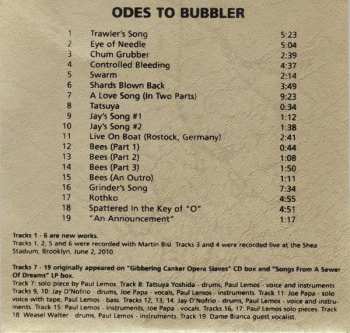 ODES TO BUBBLER
1 Trawler's Song 5:23
2 Eye of Needle 5:04
3 Chum Grubber 2:39
4 Controlled Bleeding 4:37
5 Swarm 2:14
6 Shards Blown Back 3:49
7 A Love Song (In Two Parts) 9:23
8 Tatsuya 0:34
9 Jay's Song #1 1:12
10 Jay's Song #2 1:38
11 Live On Boat (Rostock, Germany) 2:41
12 Bees (Part 1) 0:44
13 Bees (Part 2) 1:08
14 Bees (Part 3) 1:50
15 Bees (An Outro) 1:11
16 Grinder's Song 7:34
17 Rothko 4:55
18 Spattered In the Key of "O" 4:51
19 "An Announcement" 1:17
Tracks 1 - 6 are new works.
Tracks 1, 2, 5 and 6 were recorded with Martin Bisi. Tracks 3 and 4 were recorded live at the Shea
Stadium, Brooklyn, June 2, 2010.
Tracks 7 - 19 originally appeared on "Gibbering Canker Opera Slaves" CD box and "Songs From A Sewer
Of Dreams" LP box.
Track 7: solo piece by Paul Lemos. Track 8: Tatsuya Yoshida - drums, Paul Lemos - voice and instruments
Tracks 9, 10: Jay D'Nofrio - drums, Joe Papa - voice, Paul Lemos - instruments. Track 11: Joe Papa - solo
voice with tape, Paul Lemos - bass. Tracks 12, 13, 14: Jay D'Nofrio - drums, Paul Lemos - voice and instru-
ments. Track 15: Paul Lemos - instruments, Joe Papa - vocals. Tracks 16, 17: Paul Lemos solo pieces. Track
18: Weasel Walter - drums, Paul Lemos - instruments. Track 19: Dame Bianca guest vocalist.